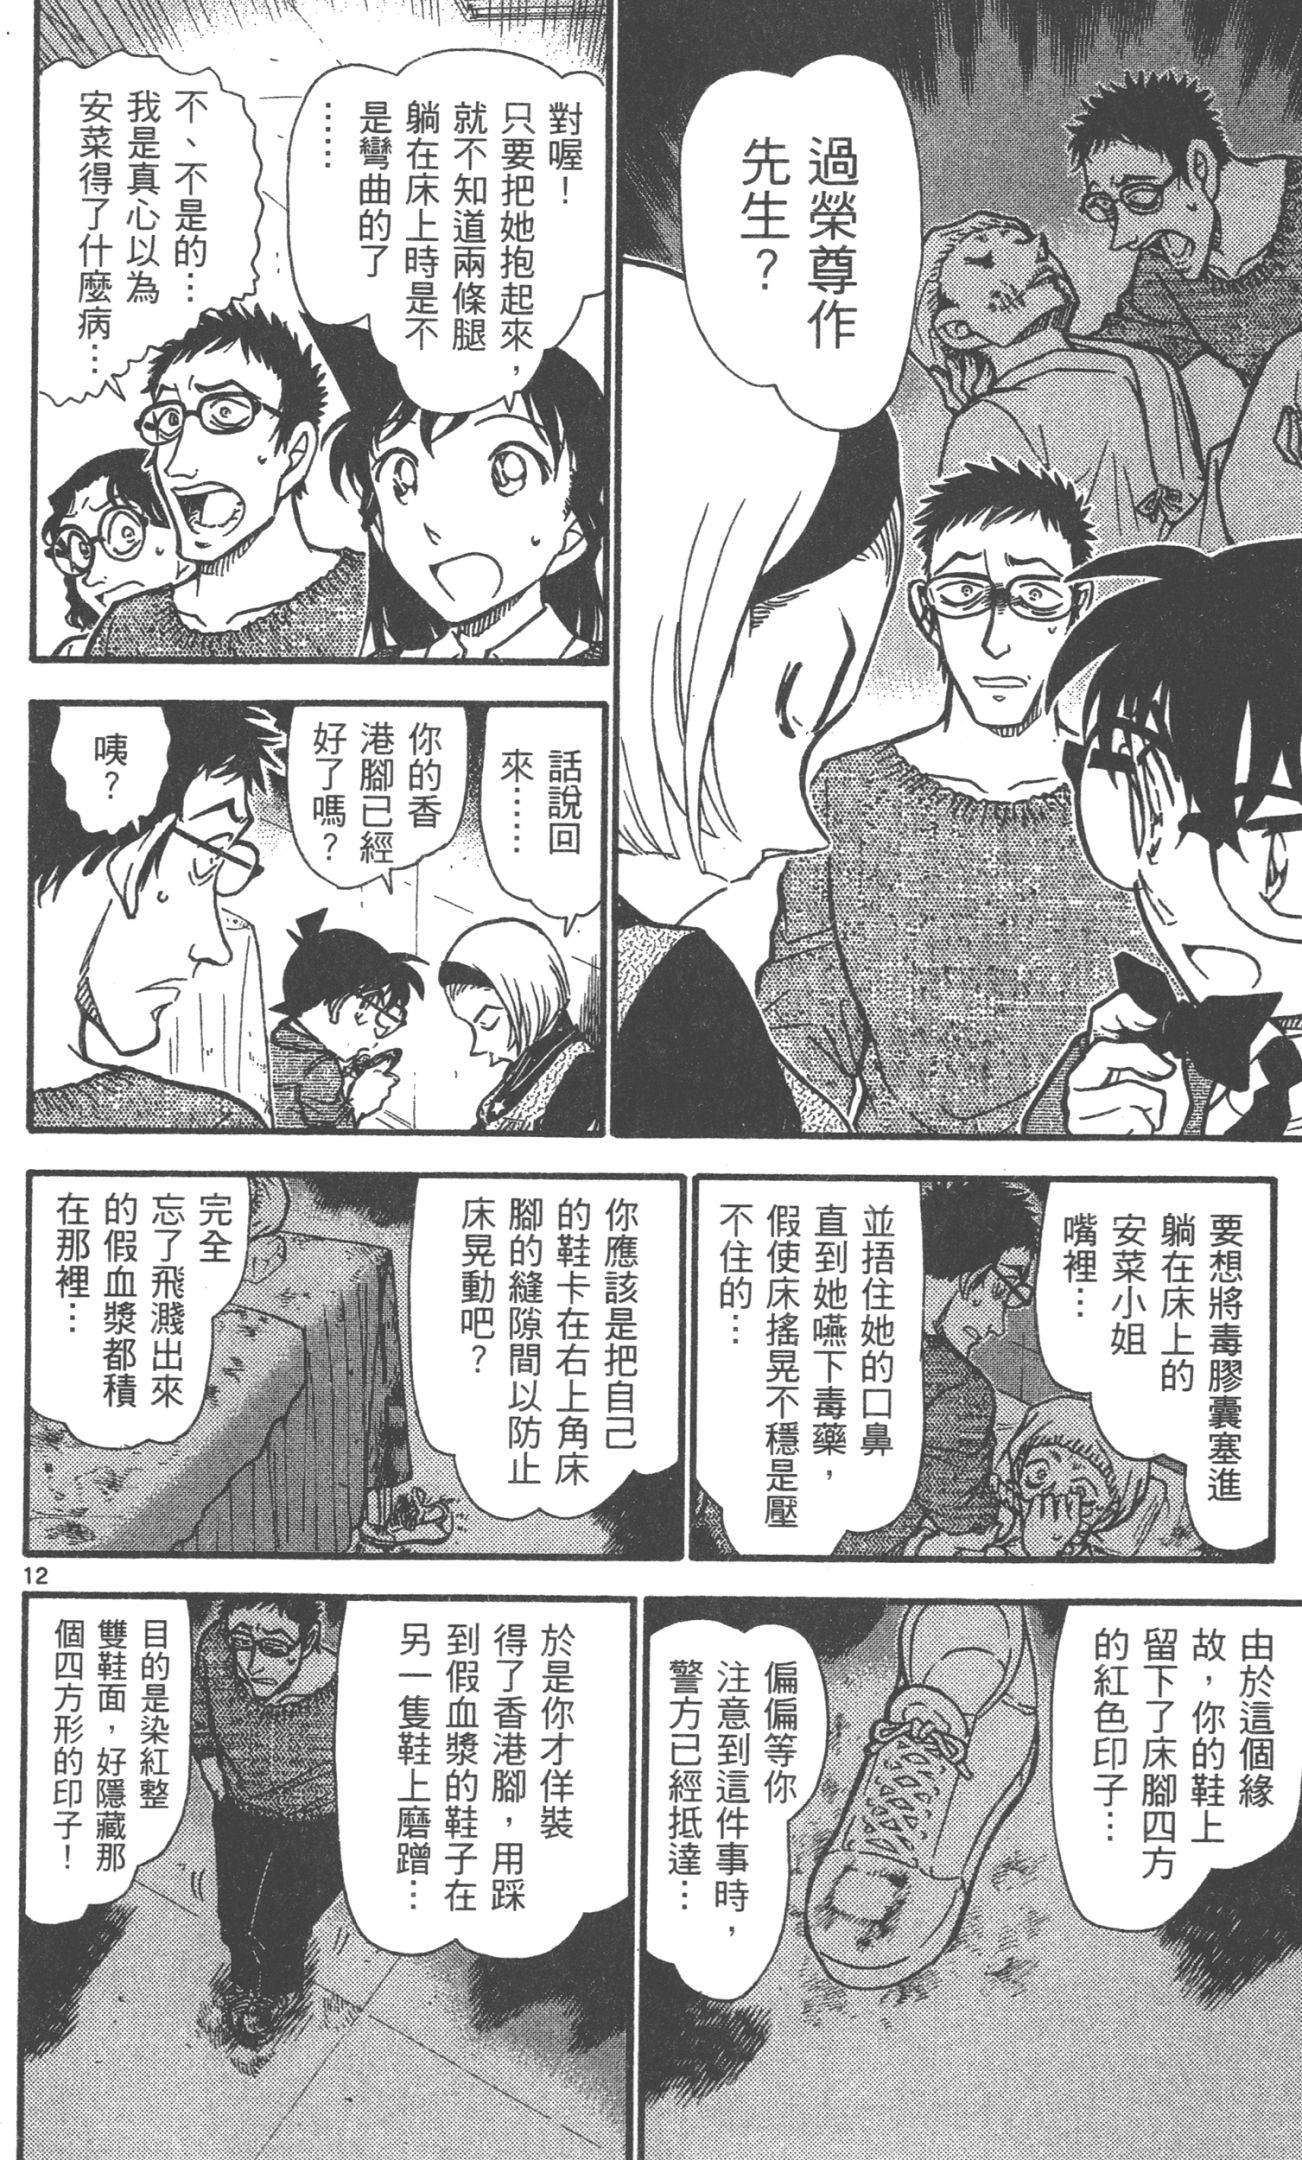 過榮尊作
先生？
對喔！
只要把她抱起來，
就不知道兩條腿
躺在床上時是不
是彎曲的了
……
不、不是的…
我是真心以為
安菜得了什麼病…
話說回
來……
你的香
港腳已經
好了嗎？
咦？
要想將毒膠囊塞進
躺在床上的
安菜小姐
嘴裡…
並捂住她的口鼻
直到她嚥下毒藥，
假使床搖晃不穩是壓
不住的…
你應該是把自己
的鞋卡在右上角床
腳的縫隙間以防止
床晃動吧？
完全
忘了飛濺出來
的假血漿都積
在那裡…
12
由於這個緣
故，你的鞋上
留下了床腳四方
的紅色印子…
偏偏等你
注意到這件事時，
警方已經抵達…
於是你才佯裝
得了香港腳，用踩
到假血漿的鞋子在
另一隻鞋上磨蹭…
目的是染紅整
雙鞋面，好隱藏那
個四方形的印子！